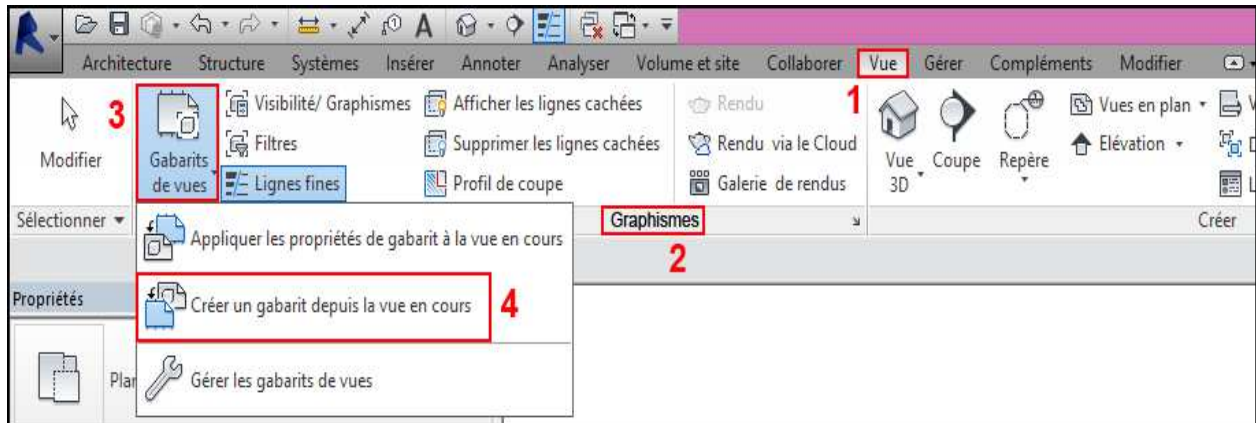 A
Architecture Structure Systèmes Insérer Annoter Analyser Volume et site Collaborer Vue Gérer Compléments Modifier
1
3
Modifier
Gabarits
de vues
Visibilité/ Graphismes
Filtres
Lignes fines
Afficher les lignes cachées
Supprimer les lignes cachées
Profil de coupe
Rendu
Rendu via le Cloud
Galerie de rendus
Vue
3D
Coupe
Repère
Vues en plan
Elévation
Sélectionner
Graphismes
Créer
2
Appliquer les propriétés de gabarit à la vue en cours
Créer un gabarit depuis la vue en cours
4
Gérer les gabarits de vues
Propriétés
Plan